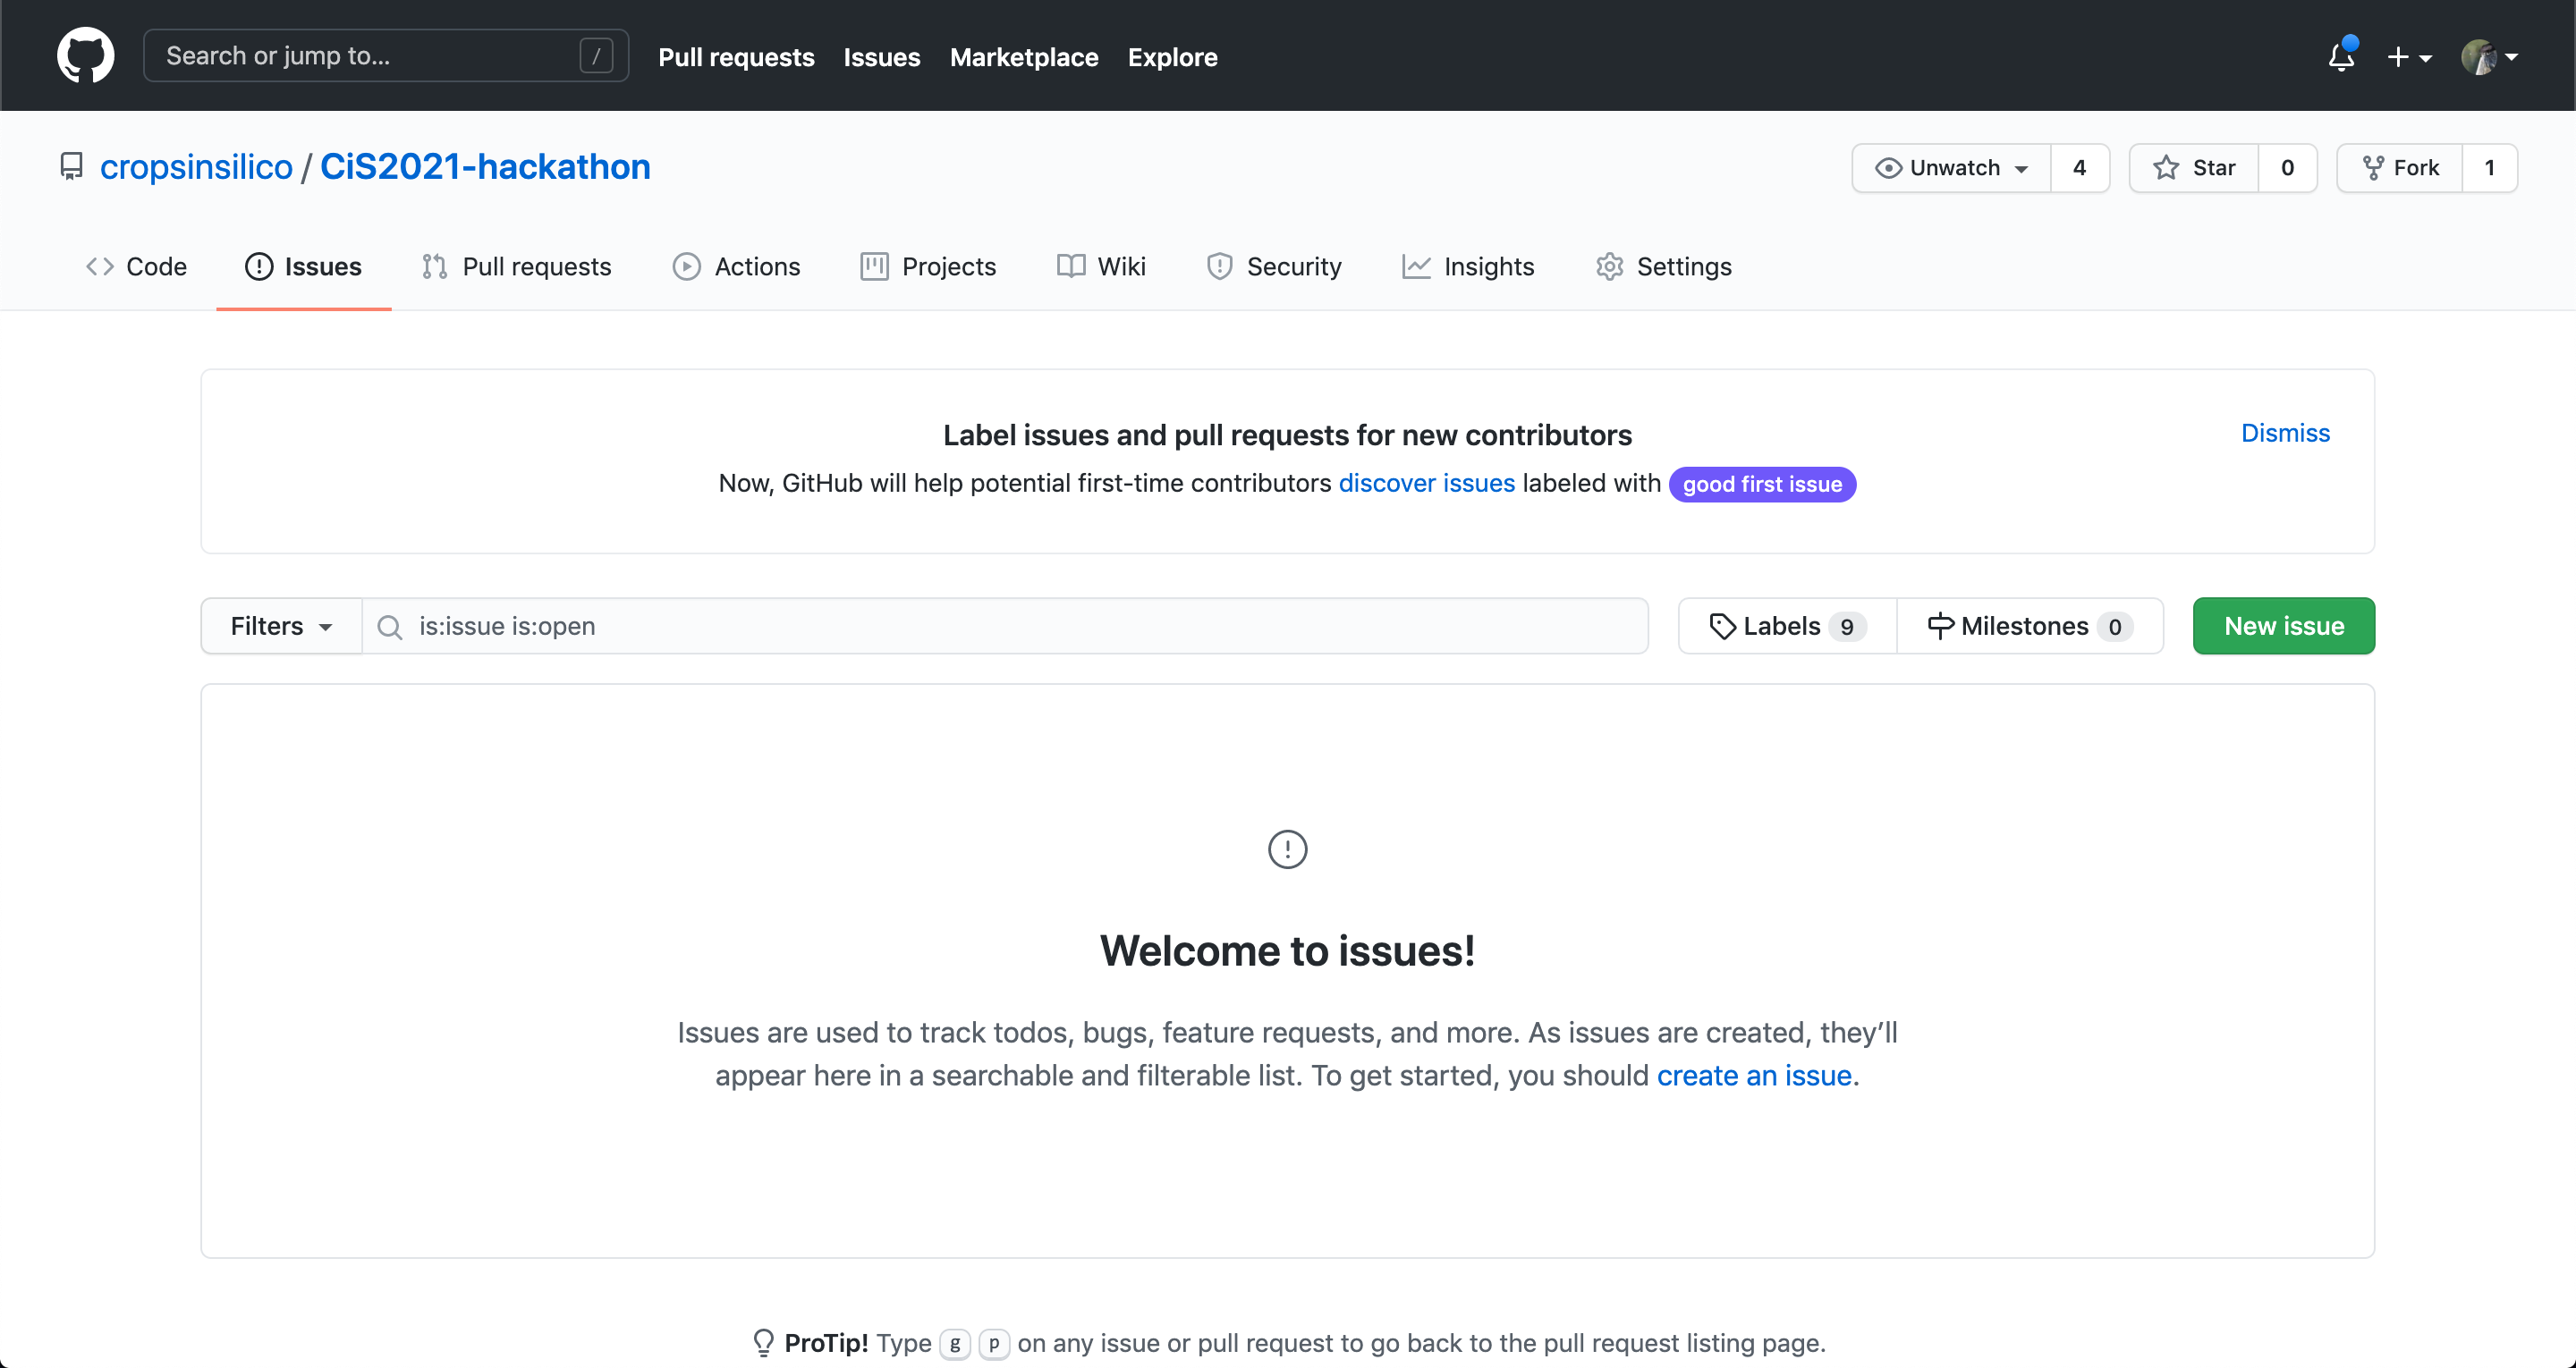 Search or jump to... /
Pull requests Issues Marketplace Explore
cropsinsilico / CiS2021-hackathon
Unwatch 4 Star 0 Fork 1
Code Issues Pull requests Actions Projects Wiki Security Insights Settings
Label issues and pull requests for new contributors
Dismiss
Now, GitHub will help potential first-time contributors discover issues labeled with good first issue
Filters is:issue is:open Labels 9 Milestones 0 New issue
Welcome to issues!
Issues are used to track todos, bugs, feature requests, and more. As issues are created, they’ll
appear here in a searchable and filterable list. To get started, you should create an issue.
ProTip! Type g p on any issue or pull request to go back to the pull request listing page.